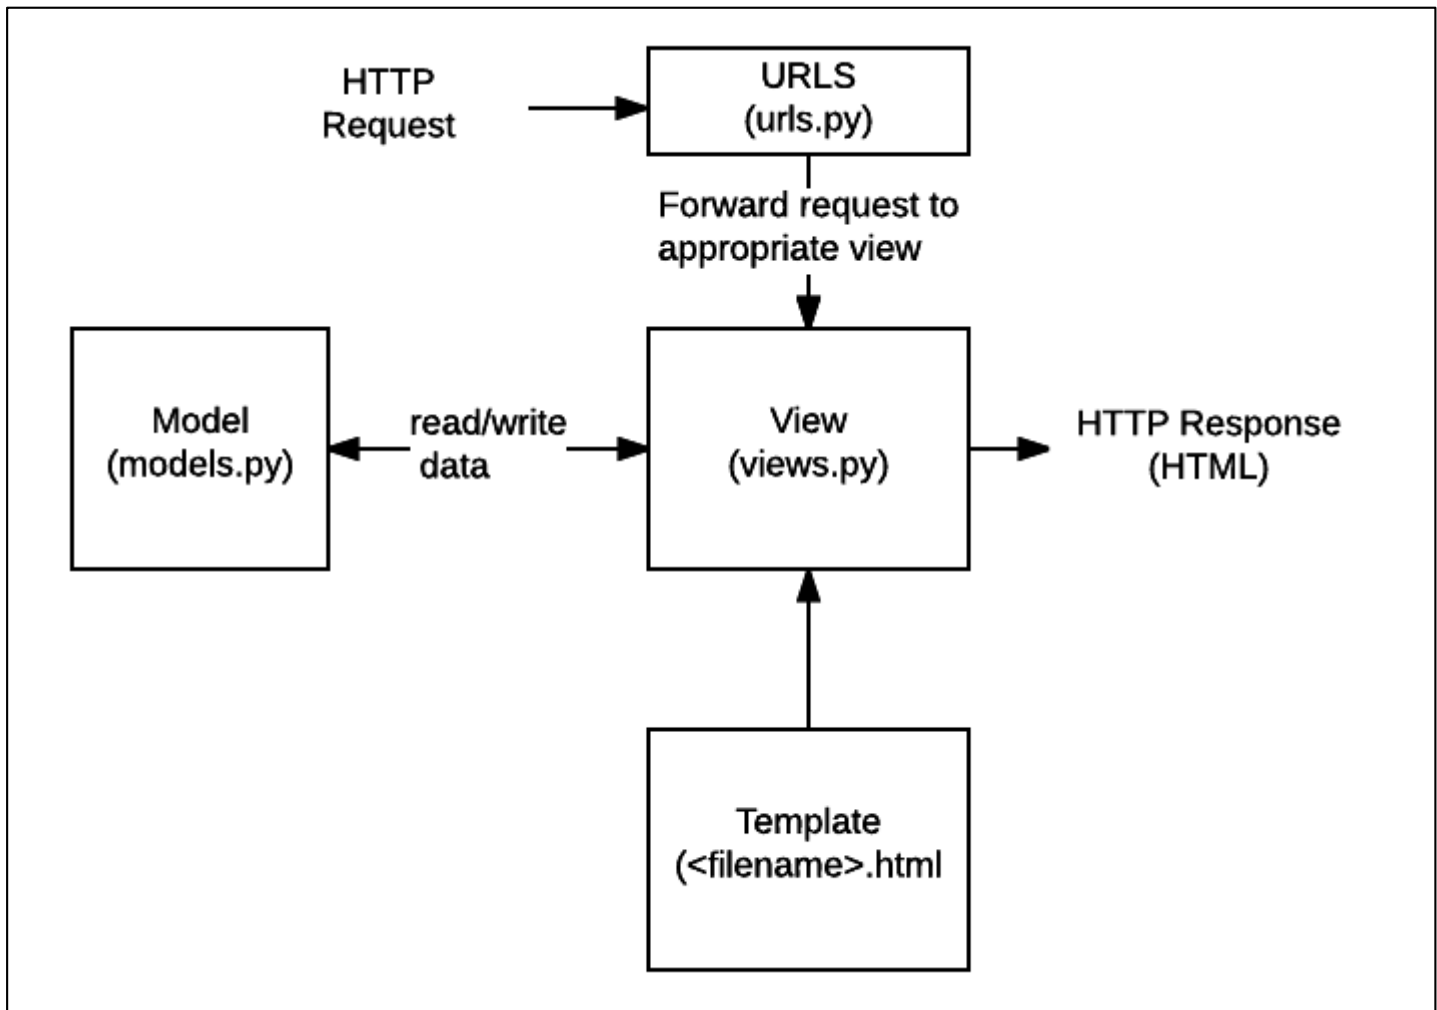 HTTP
Request
URLS
(urls.py)
Forward request to
appropriate view
Model
(models.py)
read/write
data
View
(views.py)
HTTP Response
(HTML)
Template
(<filename>.html